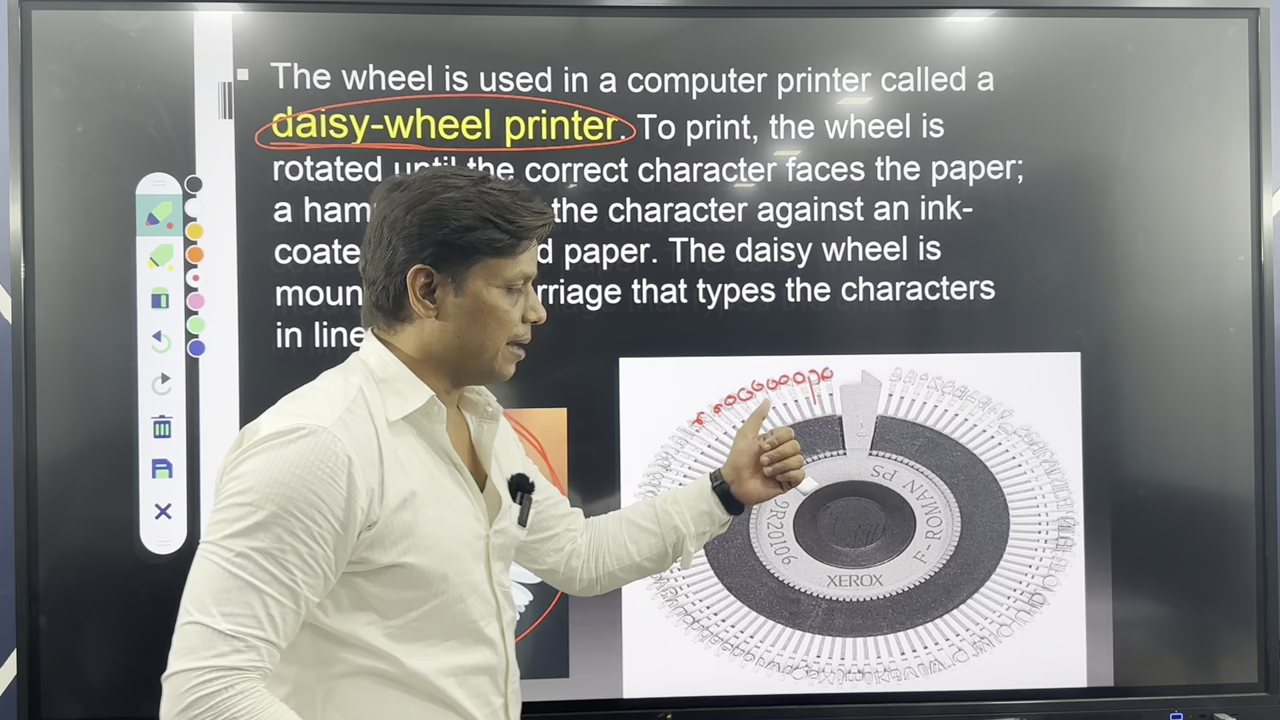 The wheel is used in a computer printer called a
daisy-wheel printer. To print, the wheel is
rotated until the correct character faces the paper;
a ham the character against an ink-
coate d paper. The daisy wheel is
moun rriage that types the characters
in line
PS
F-ROMAN
9R20106
XEROX